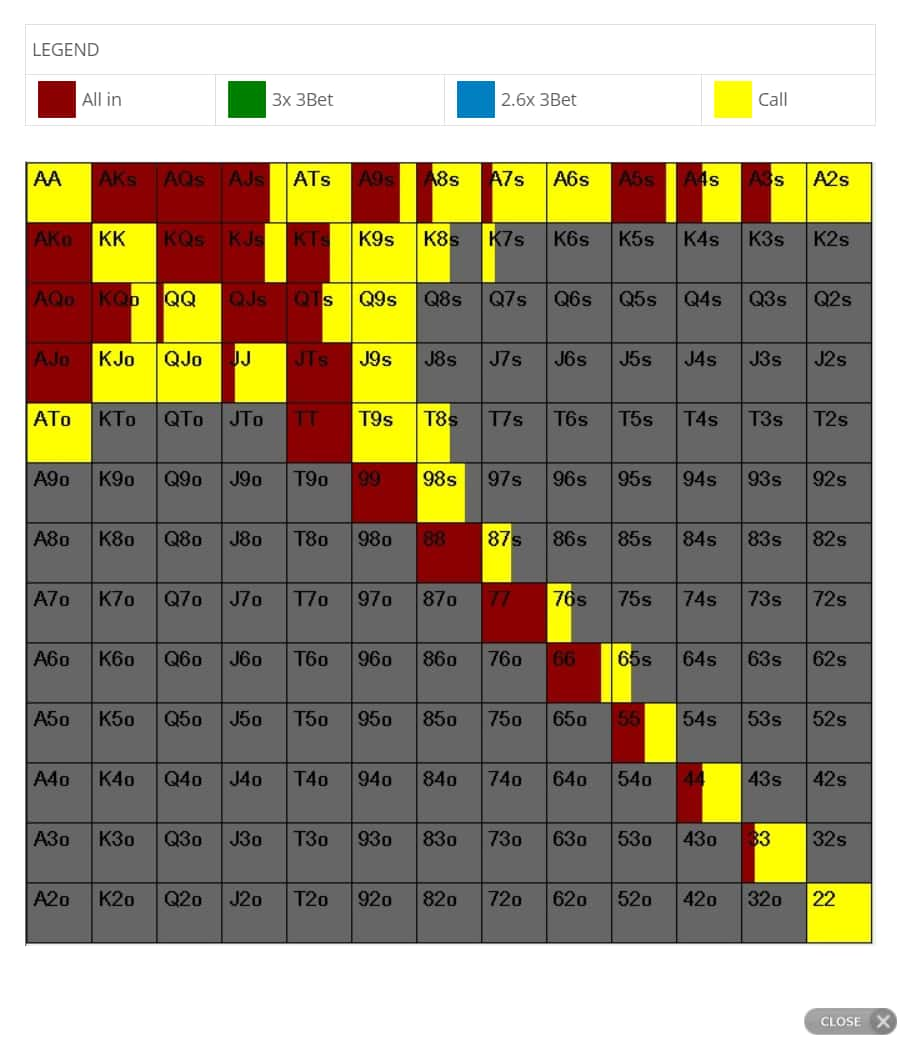 LEGEND
All in 3x 3Bet 2.6x 3Bet Call
AA AKs AQs AJs ATs A9s A8s A7s A6s A5s A4s A3s A2s
AKo KK KQs KJs KTs K9s K8s K7s K6s K5s K4s K3s K2s
AQo KQo QQ QJs QTs Q9s Q8s Q7s Q6s Q5s Q4s Q3s Q2s
AJo KJo QJo JJ JTs J9s J8s J7s J6s J5s J4s J3s J2s
ATo KTo QTo JTo TT T9s T8s T7s T6s T5s T4s T3s T2s
A9o K9o Q9o J9o T9o 99 98s 97s 96s 95s 94s 93s 92s
A8o K8o Q8o J8o T8o 98o 88 87s 86s 85s 84s 83s 82s
A7o K7o Q7o J7o T7o 97o 87o 77 76s 75s 74s 73s 72s
A6o K6o Q6o J6o T6o 96o 86o 76o 66 65s 64s 63s 62s
A5o K5o Q5o J5o T5o 95o 85o 75o 65o 55 54s 53s 52s
A4o K4o Q4o J4o T4o 94o 84o 74o 64o 54o 44 43s 42s
A3o K3o Q3o J3o T3o 93o 83o 73o 63o 53o 43o 33 32s
A2o K2o Q2o J2o T2o 92o 82o 72o 62o 52o 42o 32o 22
CLOSE